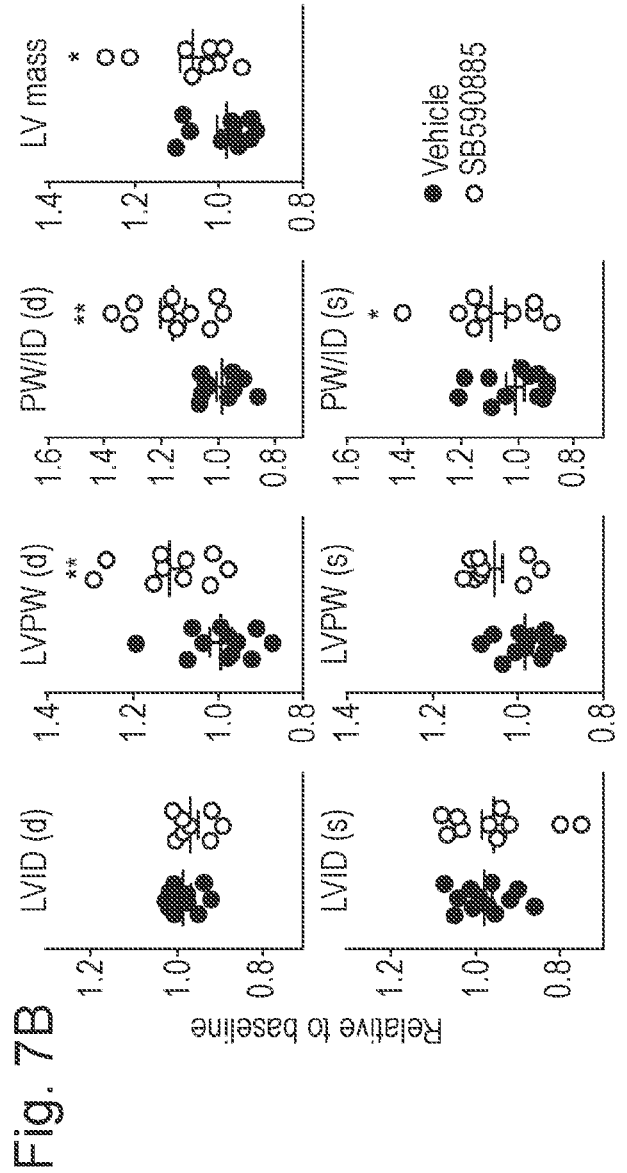 Fig. 7B
Relative to baseline
LVID (d)
1.2
1.0
0.8
LVPW (d)
**
1.4
1.2
1.0
0.8
PW/ID (d)
**
1.6
1.4
1.2
1.0
0.8
LV mass
*
1.4
1.2
1.0
0.8
LVID (s)
1.2
1.0
0.8
LVPW (s)
1.4
1.2
1.0
0.8
PW/ID (s)
*
1.6
1.4
1.2
1.0
0.8
Vehicle
SB590885